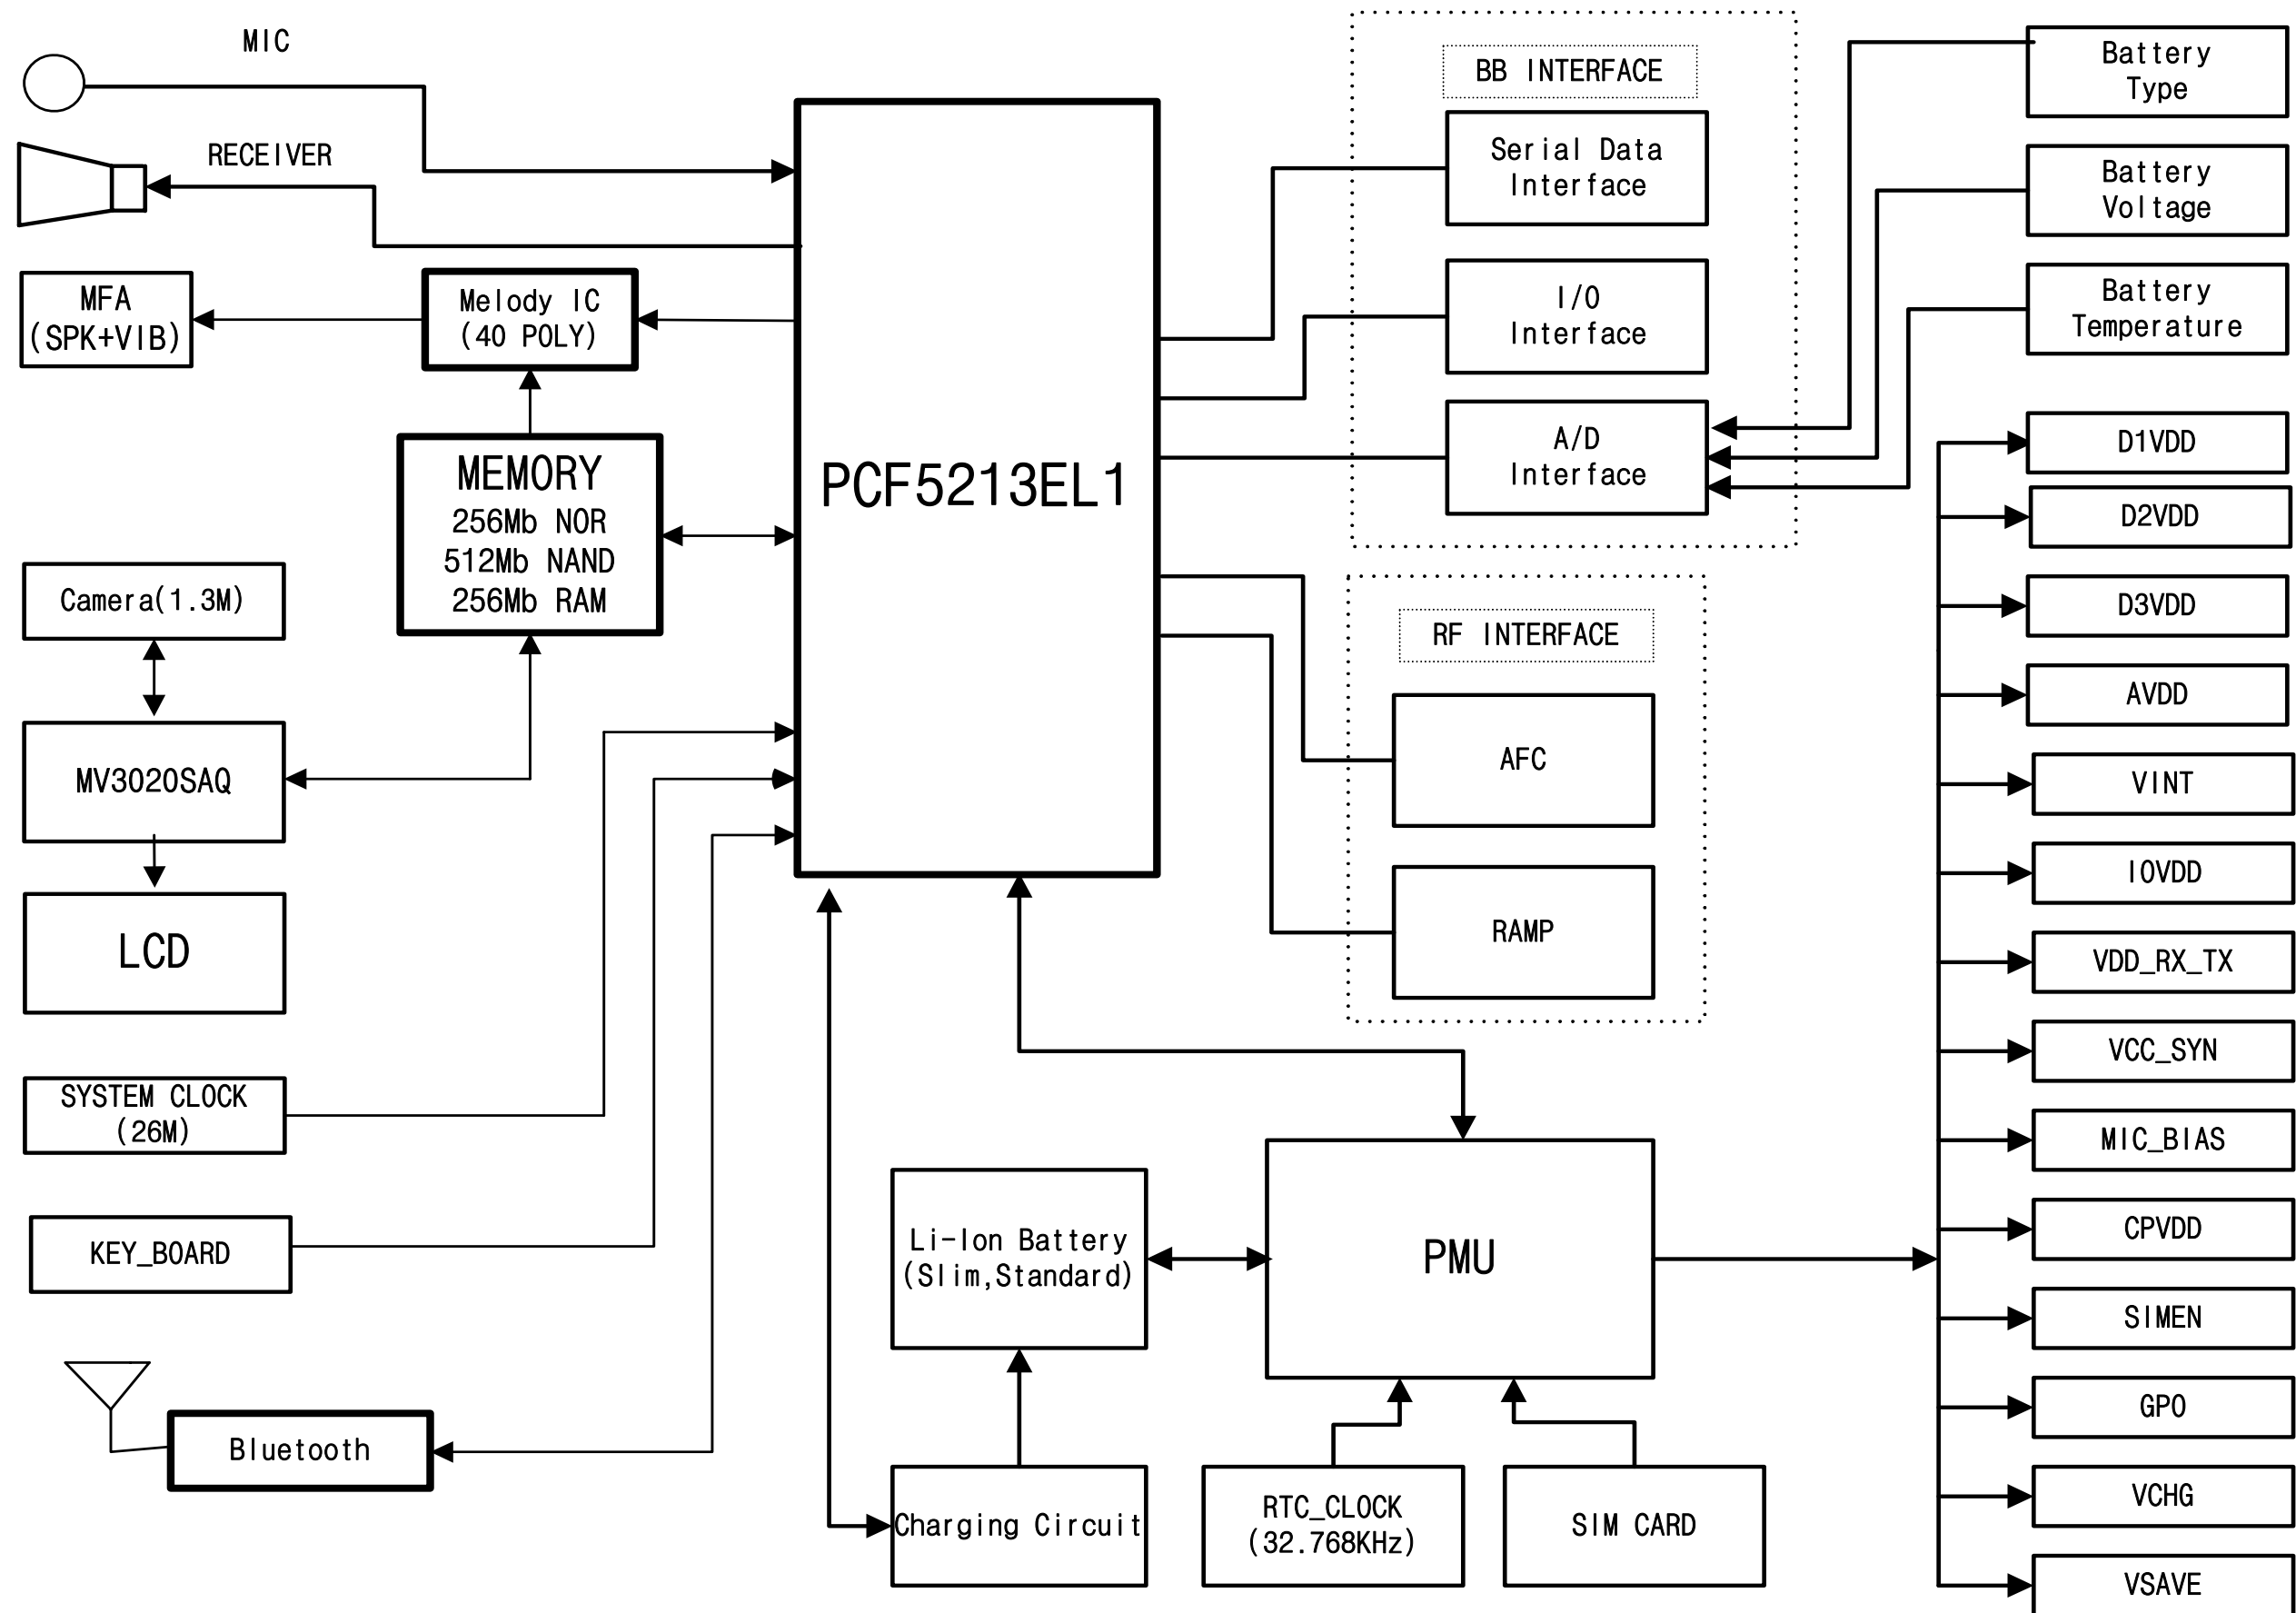 MIC
RECEIVER
MFA
(SPK+VIB)
Melody IC
(40 POLY)
MEMORY
256Mb NOR
512Mb NAND
256Mb RAM
Camera(1.3M)
MV3020SAQ
LCD
SYSTEM CLOCK
(26M)
KEY_BOARD
Bluetooth
PCF5213EL1
BB INTERFACE
Serial Data
Interface
I/O
Interface
A/D
Interface
RF INTERFACE
AFC
RAMP
Li-Ion Battery
(Slim,Standard)
PMU
Charging Circuit
RTC_CLOCK
(32.768KHz)
SIM CARD
Battery
Type
Battery
Voltage
Battery
Temperature
D1VDD
D2VDD
D3VDD
AVDD
VINT
IOVDD
VDD_RX_TX
VCC_SYN
MIC_BIAS
CPVDD
SIMEN
GPO
VCHG
VSAVE